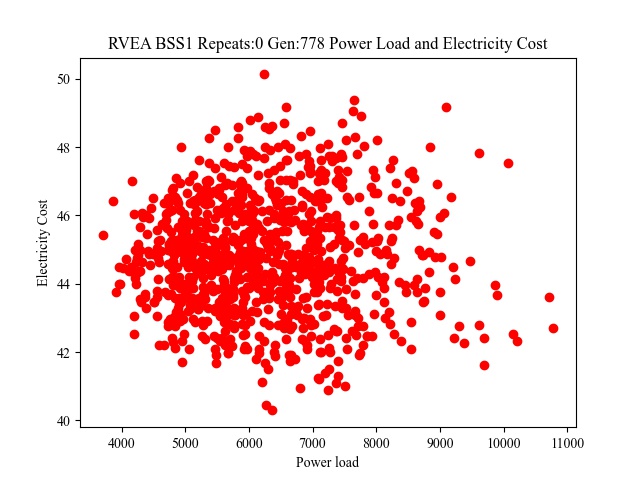 RVEA BSS1 Repeats:0 Gen:778 Power Load and Electricity Cost
50
48
46
44
42
40
Electricity Cost
4000 5000 6000 7000 8000 9000 10000 11000
Power load